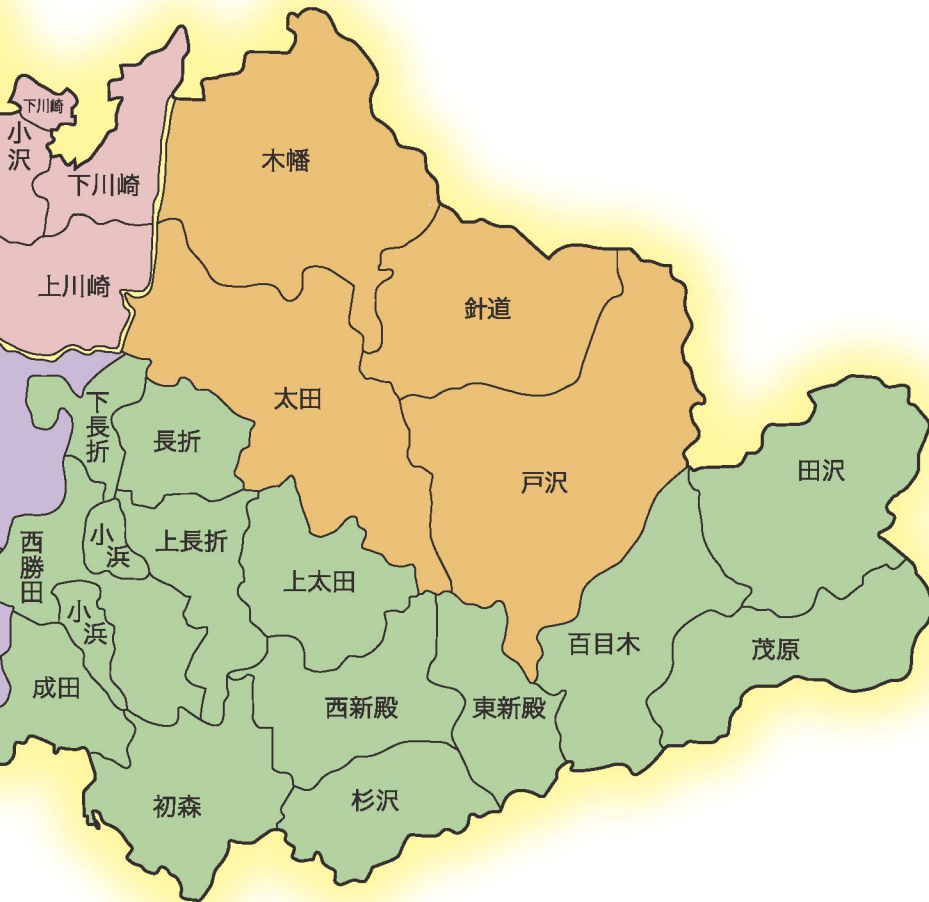 下川崎
小沢
下川崎
木幡
上川崎
針道
太田
下長折
長折
戸沢
田沢
小浜
上長折
西勝田
上太田
小浜
百目木
茂原
成田
西新殿
東新殿
初森
杉沢